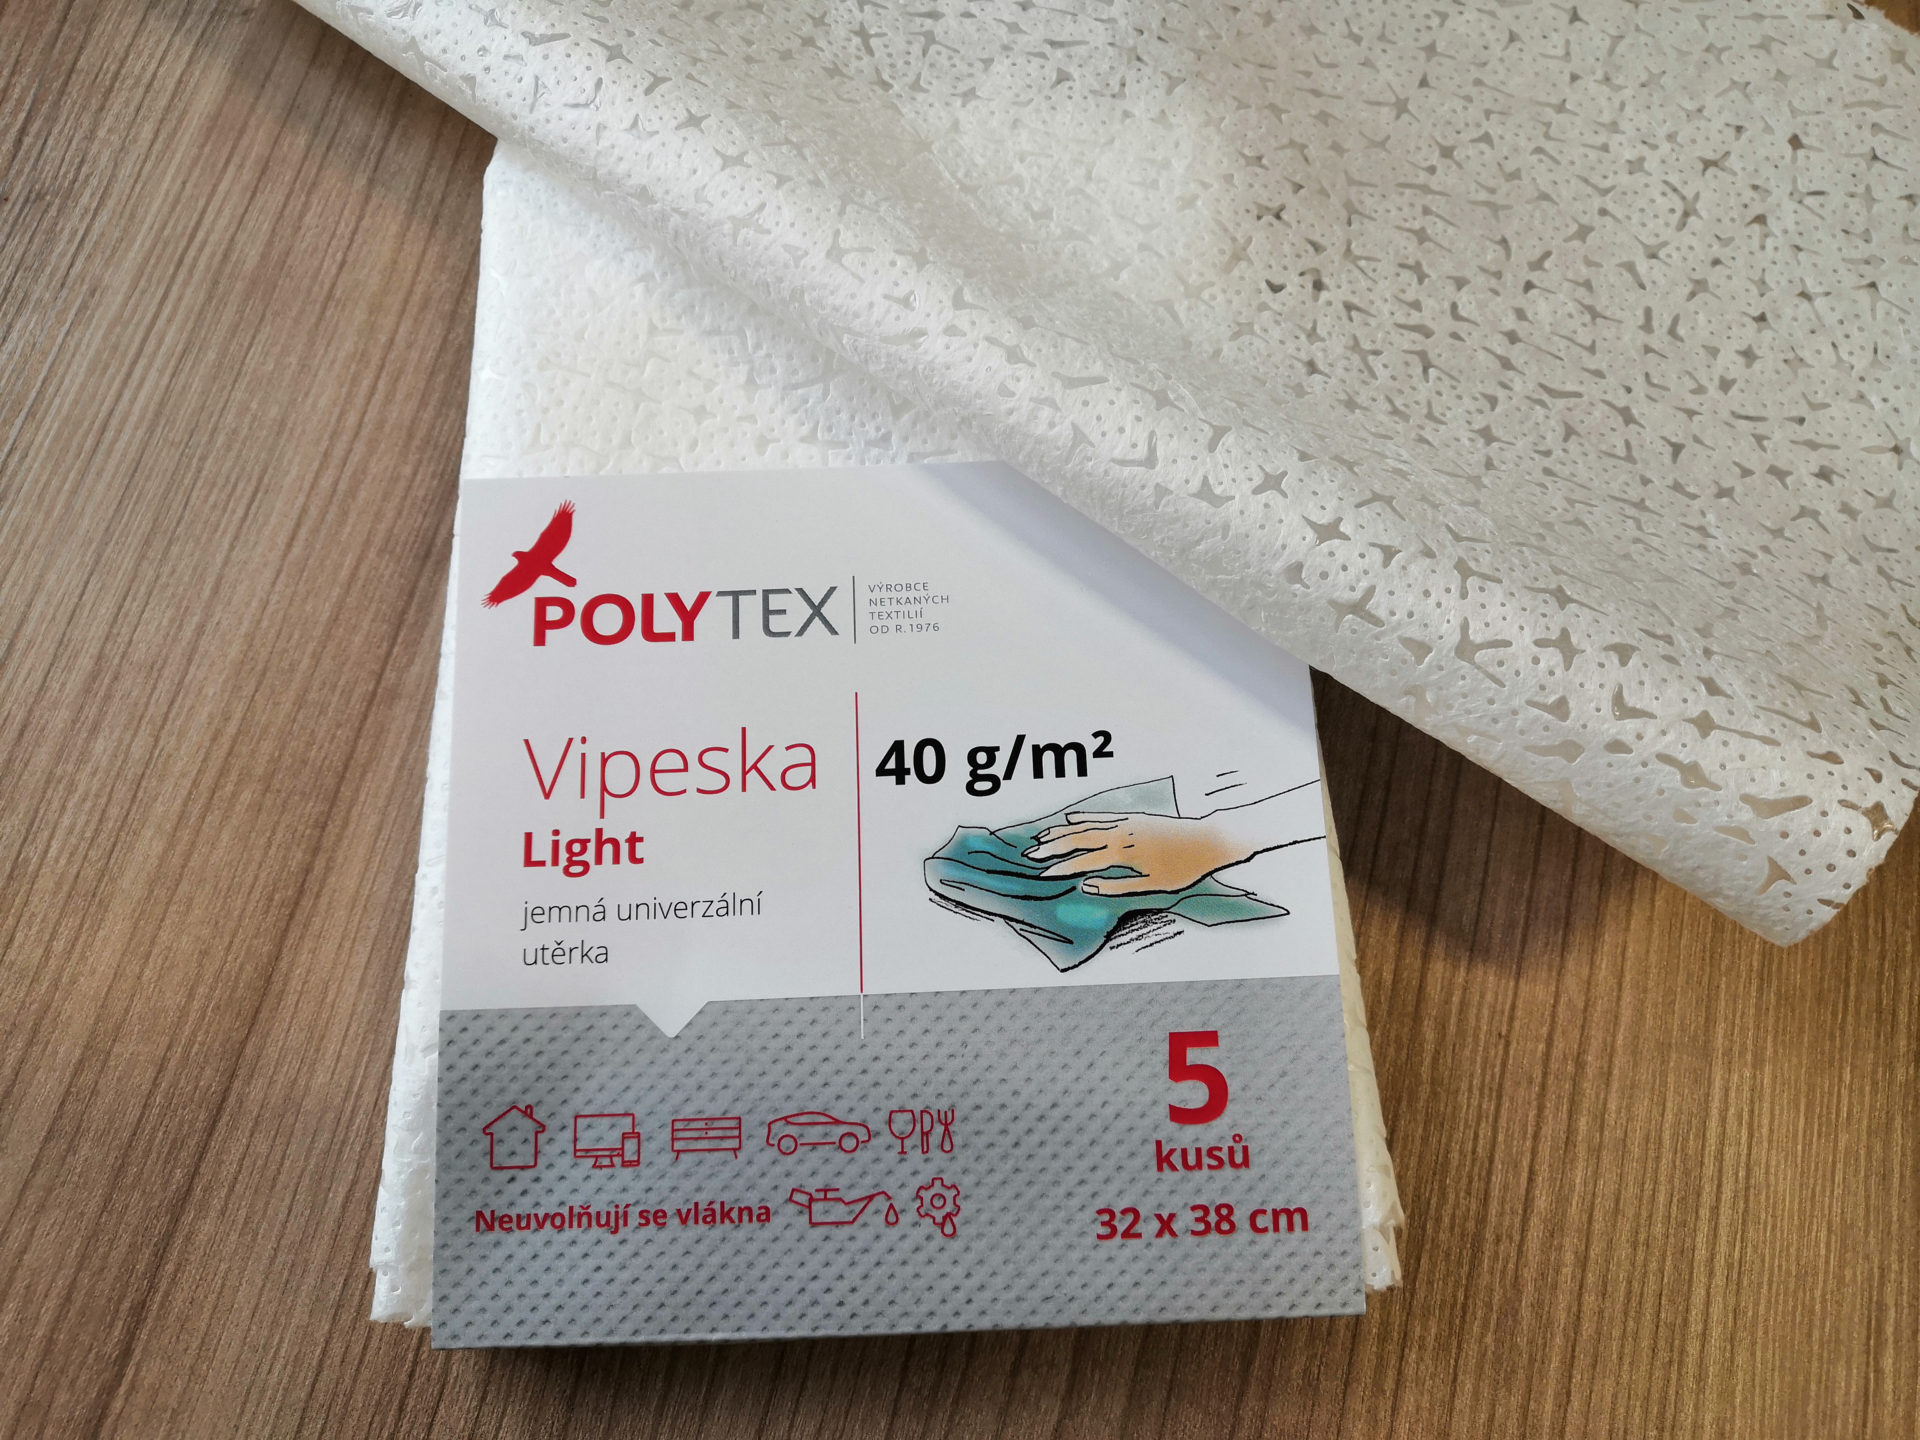 POLYTEX
VÝROBCE
NETKANÝCH
TEXTILIÍ
OD R. 1976
Vipeska
Light
jemná univerzální
utěrka
40 g/m²
5
kusů
32 x 38 cm
Neuvolňují se vlákna